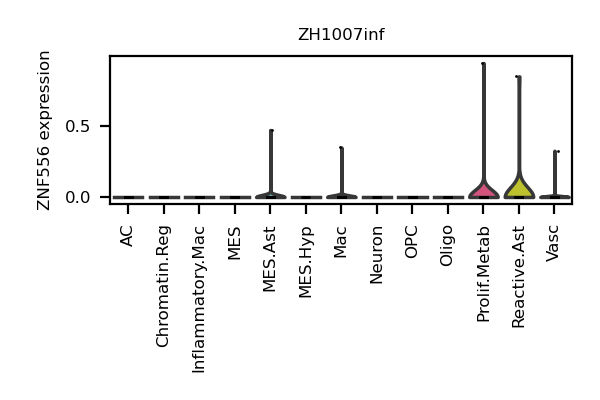 ZH1007inf
ZNF556 expression
0.5
0.0
AC
Chromatin.Reg
Inflammatory.Mac
MES
MES.Ast
MES.Hyp
Mac
Neuron
OPC
Oligo
Prolif.Metab
Reactive.Ast
Vasc